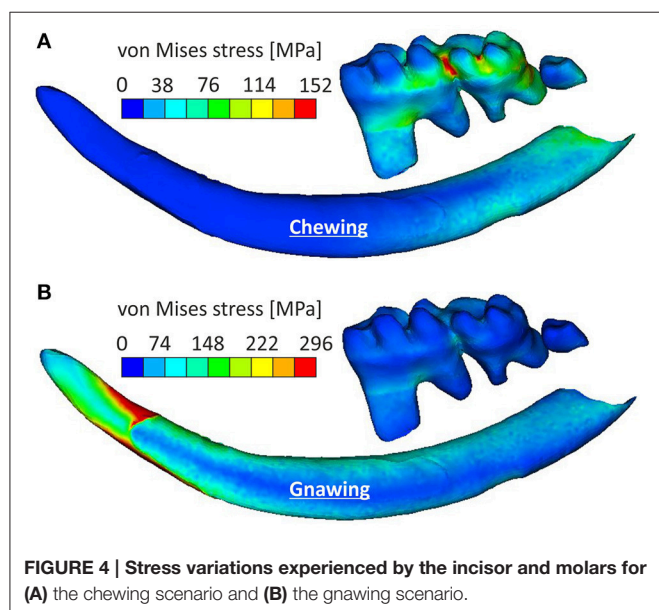 A
von Mises stress [MPa]
0 38 76 114 152
Chewing
B
von Mises stress [MPa]
0 74 148 222 296
Gnawing
FIGURE 4 | Stress variations experienced by the incisor and molars for
(A) the chewing scenario and (B) the gnawing scenario.